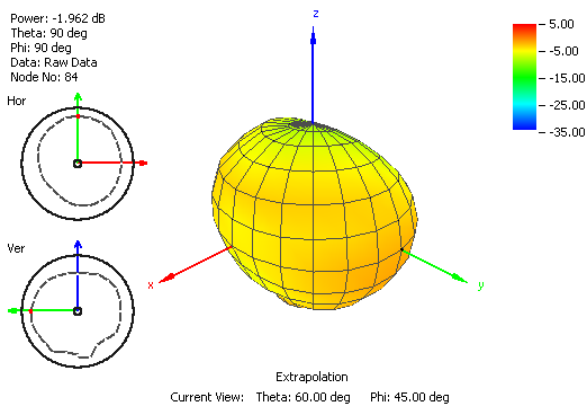 Power: -1.962 dB
Theta: 90 deg
Phi: 90 deg
Data: Raw Data
Node No: 84
Hor
Ver
z
x
y
5.00
-5.00
-15.00
-25.00
-35.00
Extrapolation
Current View: Theta: 60.00 deg Phi: 45.00 deg